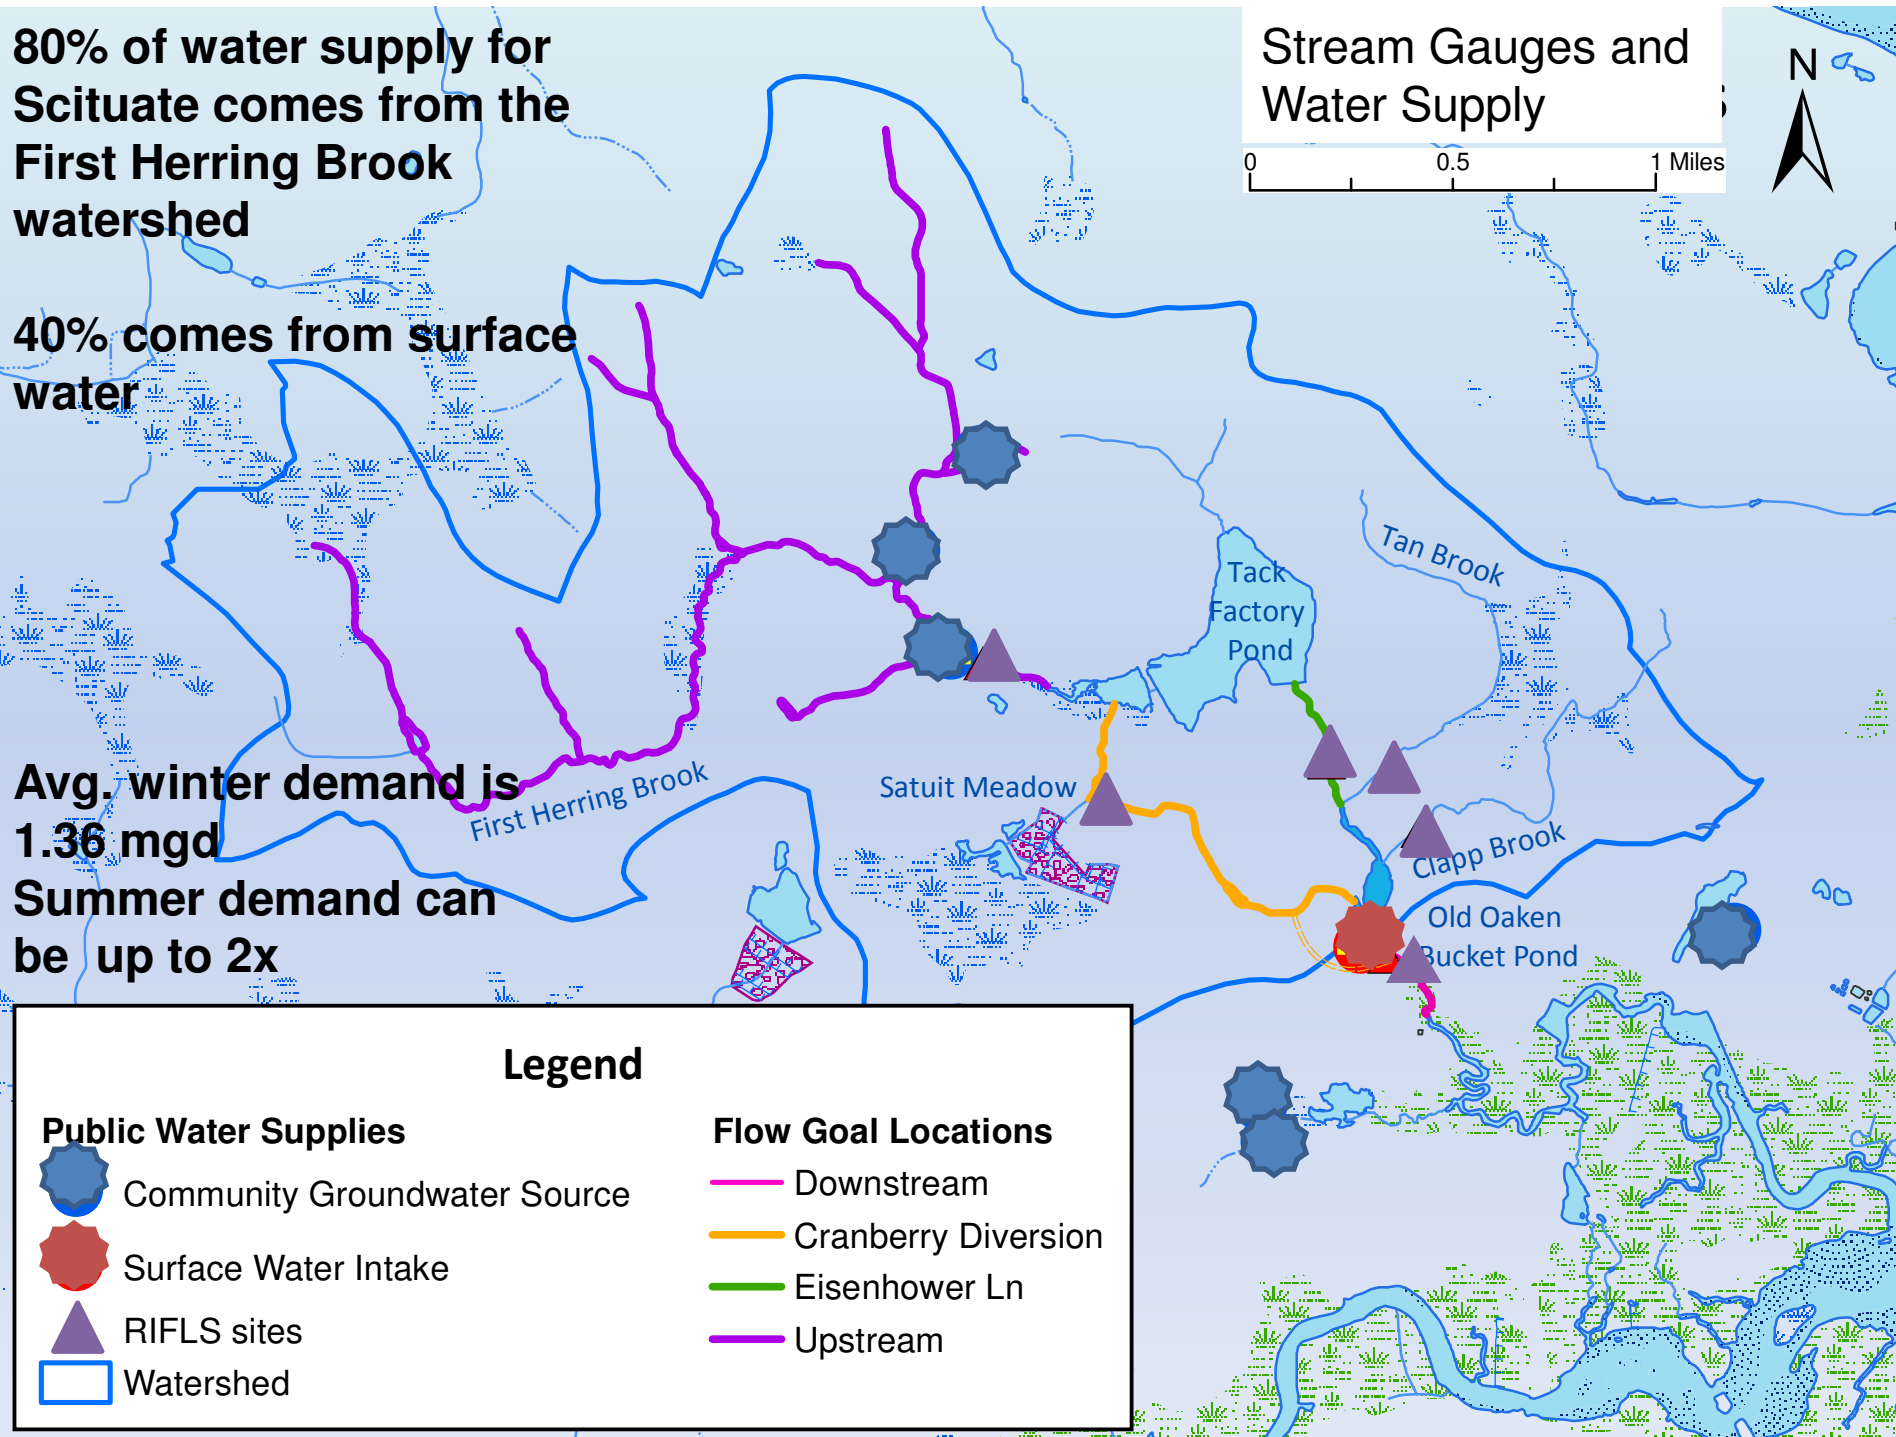 80% of water supply for
Scituate comes from the
First Herring Brook
watershed
40% comes from surface
water
Avg. winter demand is
1.36 mgd
Summer demand can
be up to 2x
Stream Gauges and
Water Supply
N
0 0.5 1 Miles
Tack
Factory
Pond
Tan Brook
First Herring Brook
Satuit Meadow
Clapp Brook
Old Oaken
Bucket Pond
Legend
Public Water Supplies
Community Groundwater Source
Surface Water Intake
RIFLS sites
Watershed
Flow Goal Locations
Downstream
Cranberry Diversion
Eisenhower Ln
Upstream